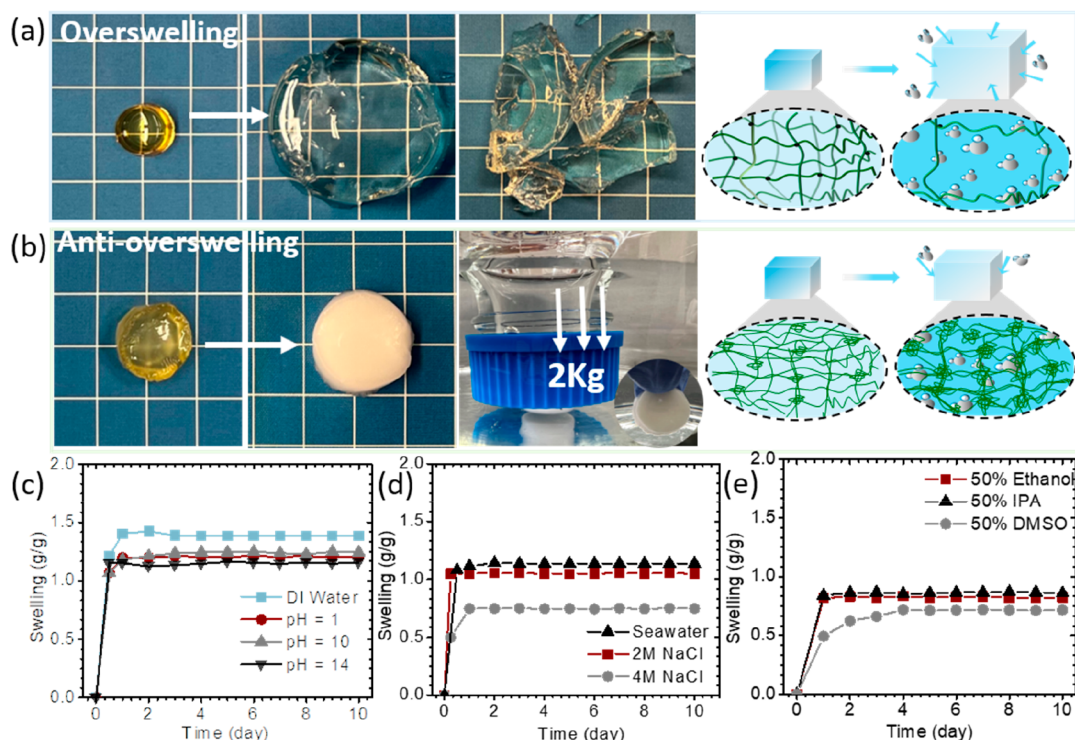 (a)
Overswelling
(b)
Anti-overswelling
2Kg
(c)
2.0
1.5
1.0
0.5
0.0
Swelling (g/g)
DI Water
pH = 1
pH = 10
pH = 14
0 2 4 6 8 10
Time (day)
(d)
2.0
1.5
1.0
0.5
0.0
Swelling (g/g)
Seawater
2M NaCl
4M NaCl
0 2 4 6 8 10
Time (day)
(e)
2.0
1.5
1.0
0.5
0.0
Swelling (g/g)
50% Ethanol
50% IPA
50% DMSO
0 2 4 6 8 10
Time (day)